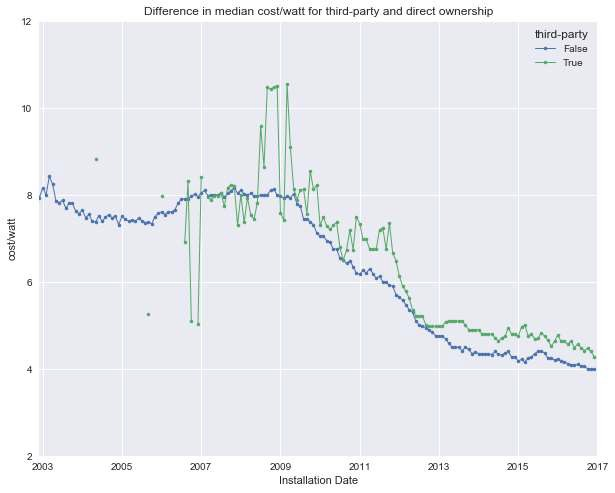 Difference in median cost/watt for third-party and direct ownership
third-party
False
True
cost/watt
12
10
8
6
4
2
2003 2005 2007 2009 2011 2013 2015 2017
Installation Date